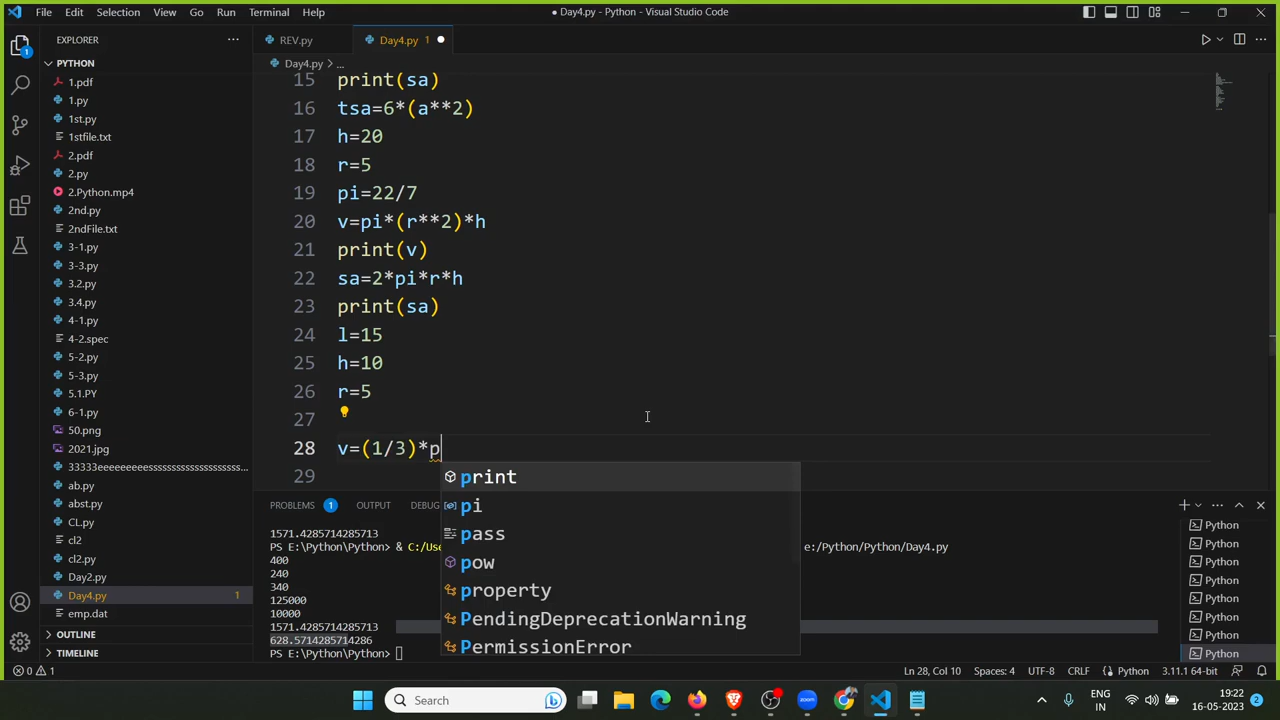 File Edit Selection View Go Run Terminal Help
● Day4.py - Python - Visual Studio Code
EXPLORER
REV.py
Day4.py 1
PYTHON
Day4.py > ...
1.pdf
1.py
1st.py
1stfile.txt
2.pdf
2.py
2.Python.mp4
2nd.py
2ndFile.txt
3-1.py
3-3.py
3.2.py
3.4.py
4-1.py
4-2.spec
5-2.py
5-3.py
5.1.PY
6-1.py
50.png
2021.jpg
ab.py
abst.py
CL.py
cl2
cl2.py
Day2.py
Day4.py 1
emp.dat
OUTLINE
TIMELINE
15 print(sa)
16 tsa=6*(a**2)
17 h=20
18 r=5
19 pi=22/7
20 v=pi*(r**2)*h
21 print(v)
22 sa=2*pi*r*h
23 print(sa)
24 l=15
25 h=10
26 r=5
27
28 v=(1/3)*p
29
print
pi
pass
pow
property
PendingDeprecationWarning
PermissionError
PROBLEMS 1 OUTPUT DEBUG
1571.4285714285713
PS E:\Python\Python> & C:/Use
e:/Python/Python/Day4.py
400
240
340
125000
10000
1571.4285714285713
628.5714285714286
PS E:\Python\Python>
Python
Python
Python
Python
Python
Python
Python
Python
0 1
Ln 28, Col 10 Spaces: 4 UTF-8 CRLF Python 3.11.1 64-bit
1
Search
ENG
IN
19:22
16-05-2023
2